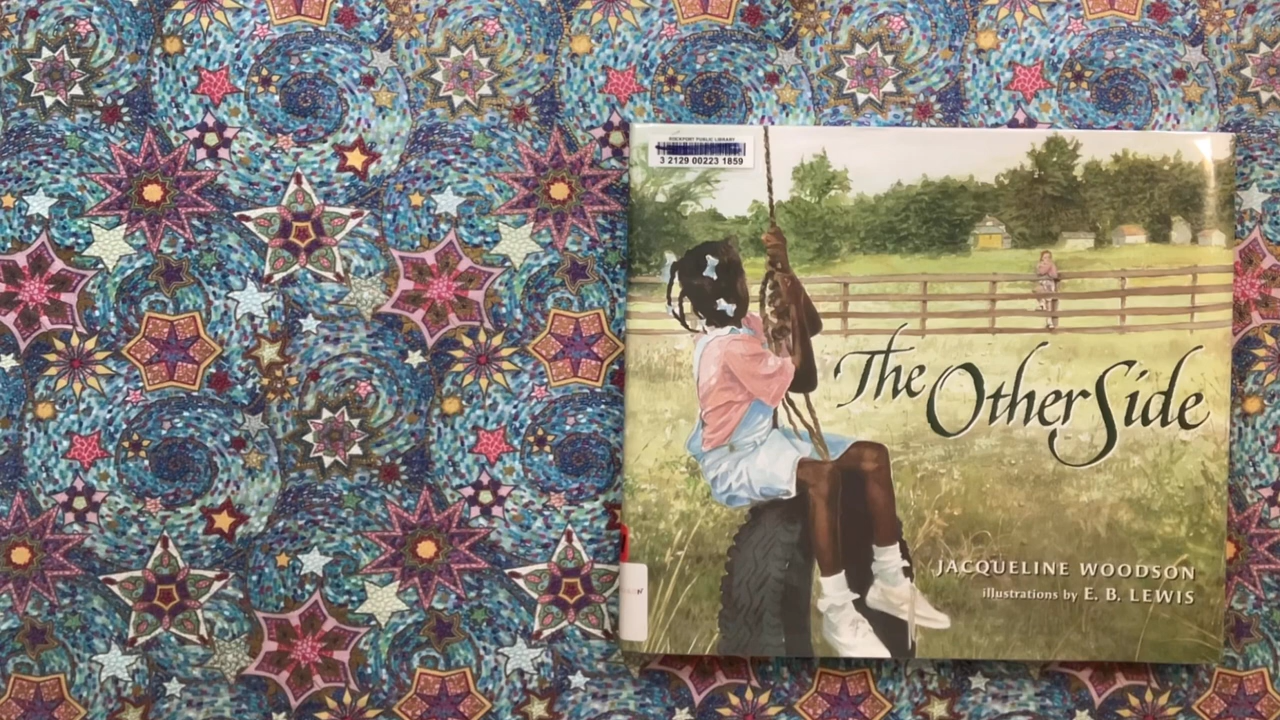 ROCKPORT PUBLIC LIBRARY
3 2129 00223 1859
The Other Side
JACQUELINE WOODSON
illustrations by E. B. LEWIS